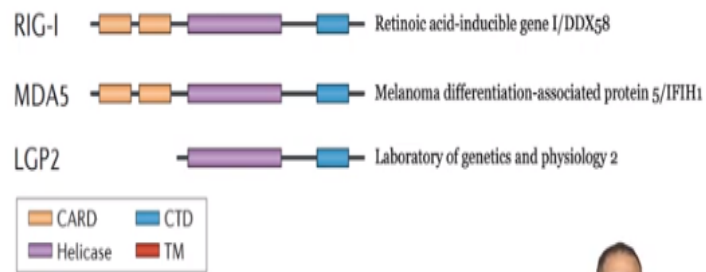 RIG-I Retinoic acid-inducible gene I/DDX58
MDA5 Melanoma differentiation-associated protein 5/IFIH1
LGP2 Laboratory of genetics and physiology 2
CARD CTD
Helicase TM